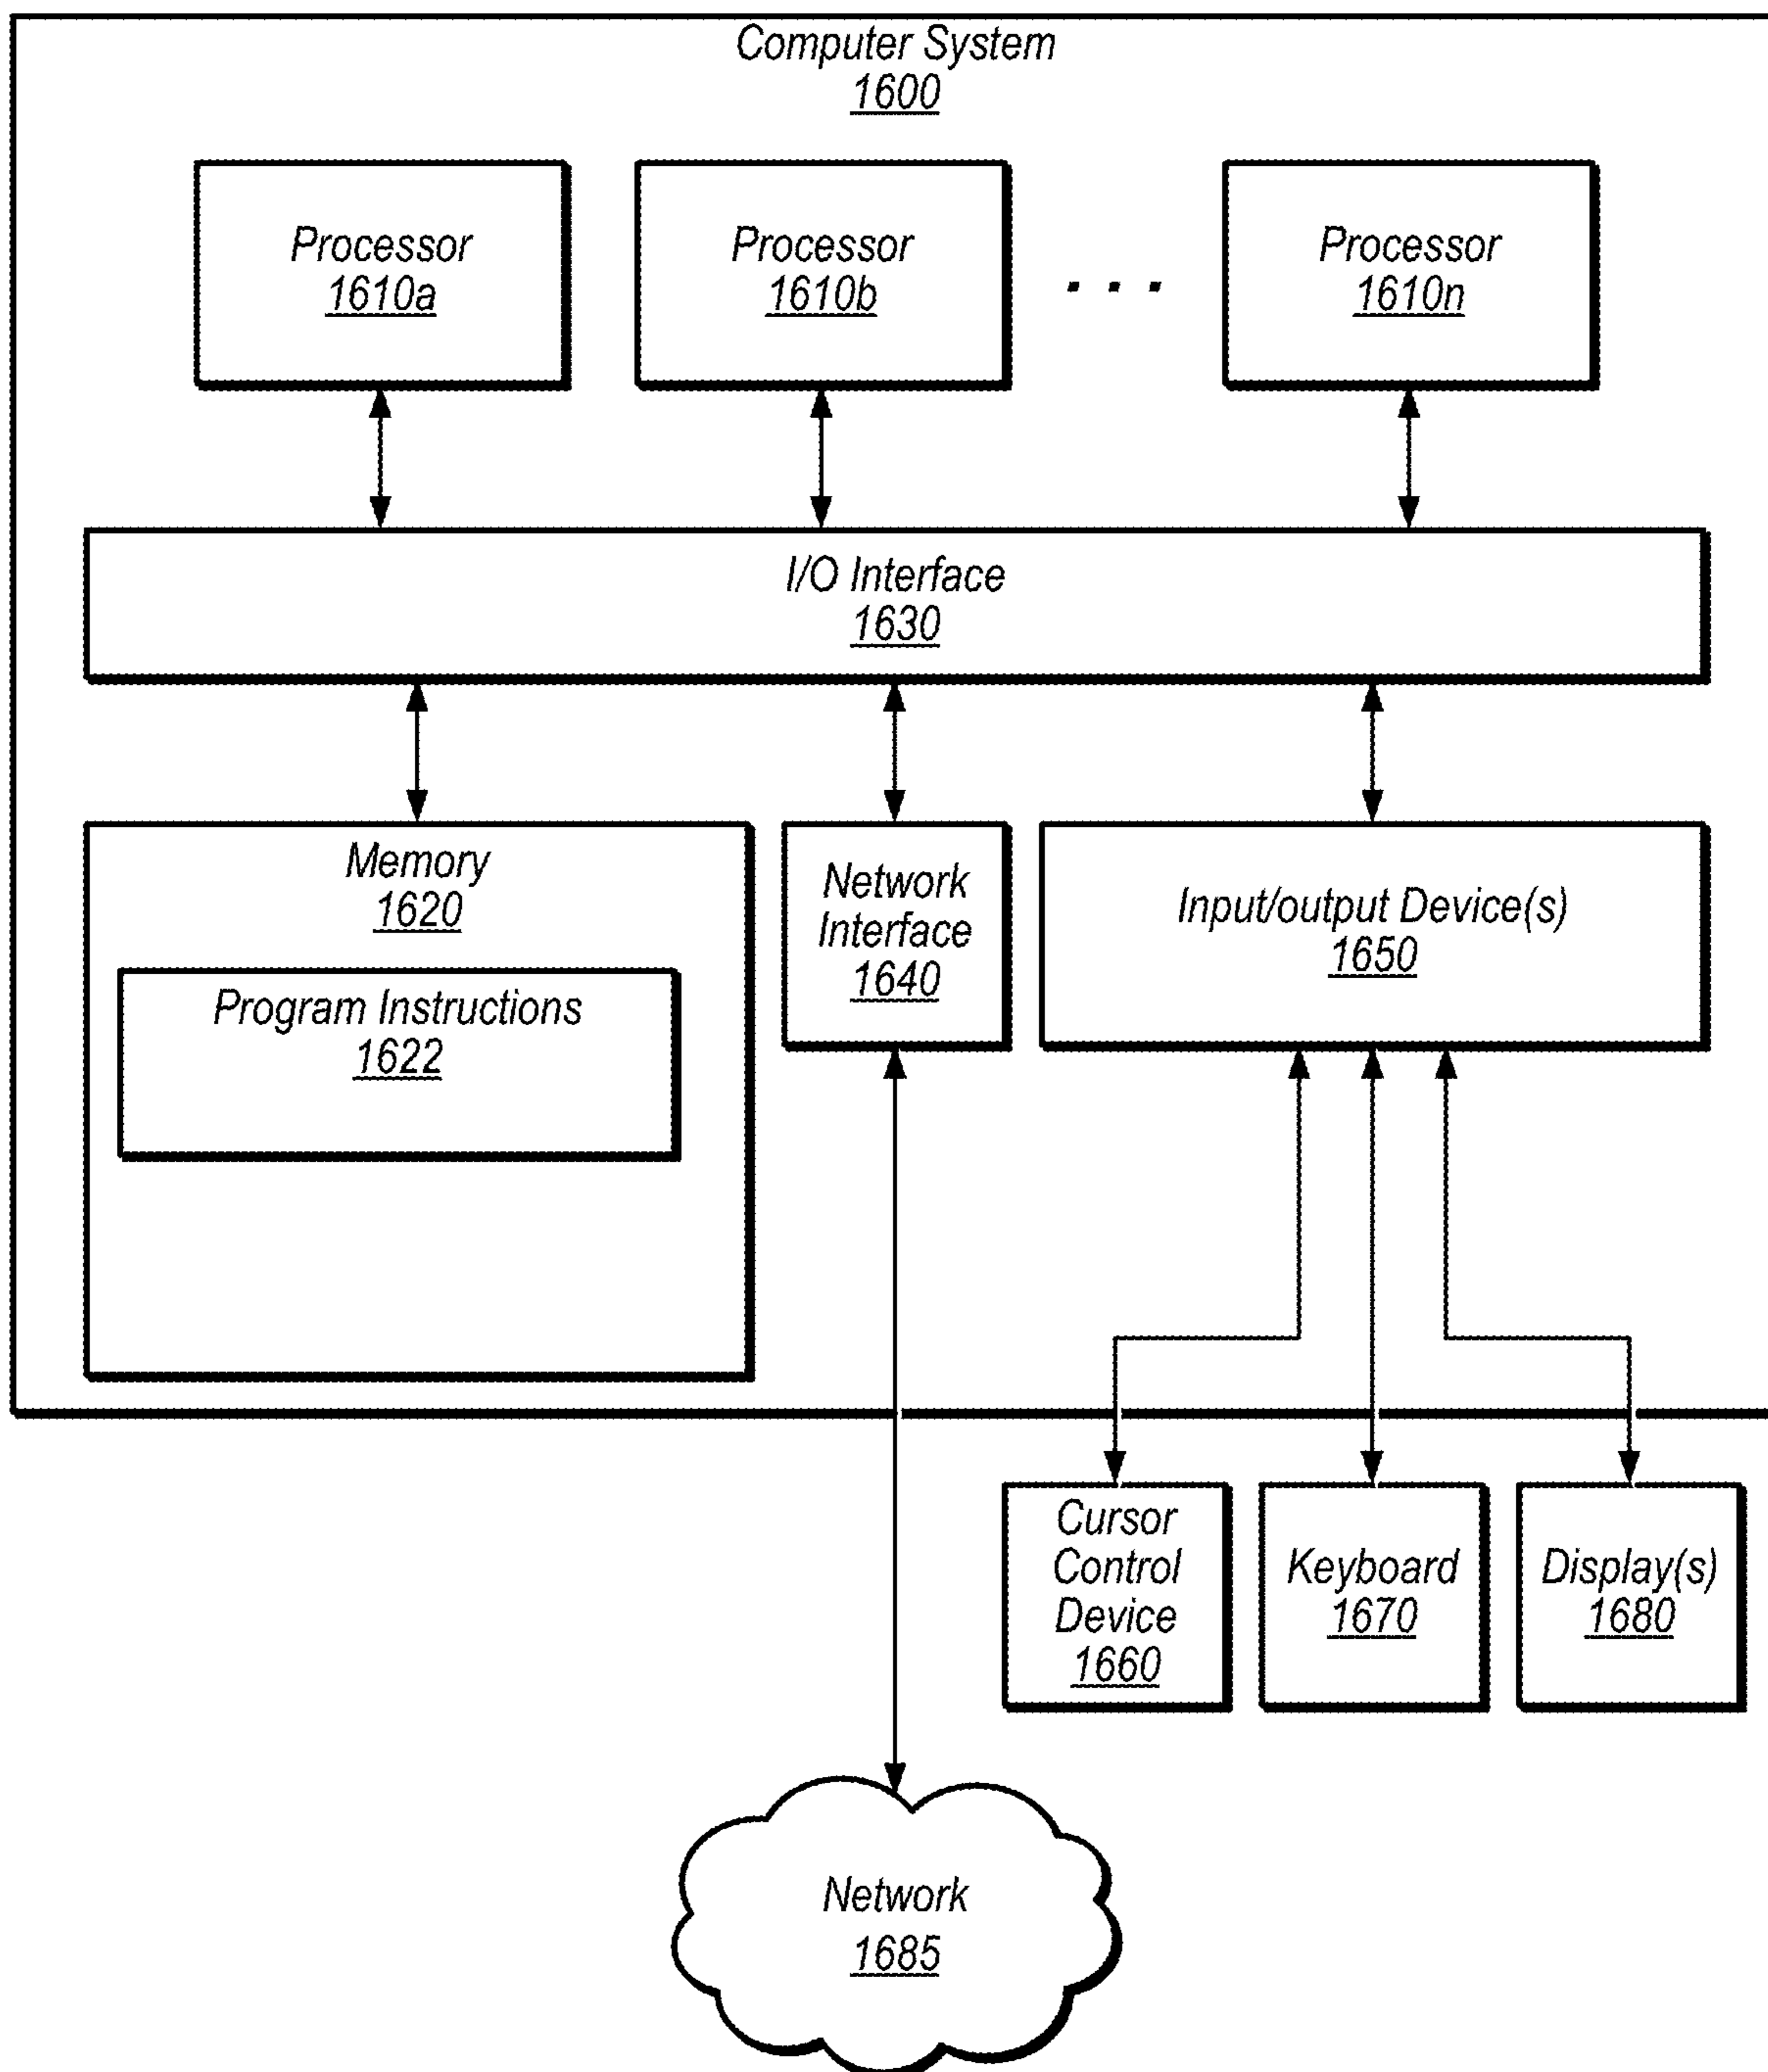 Computer System
1600
Processor
1610a
Processor
1610b
. . .
Processor
1610n
I/O Interface
1630
Memory
1620
Program Instructions
1622
Network
Interface
1640
Input/output Device(s)
1650
Cursor
Control
Device
1660
Keyboard
1670
Display(s)
1680
Network
1685